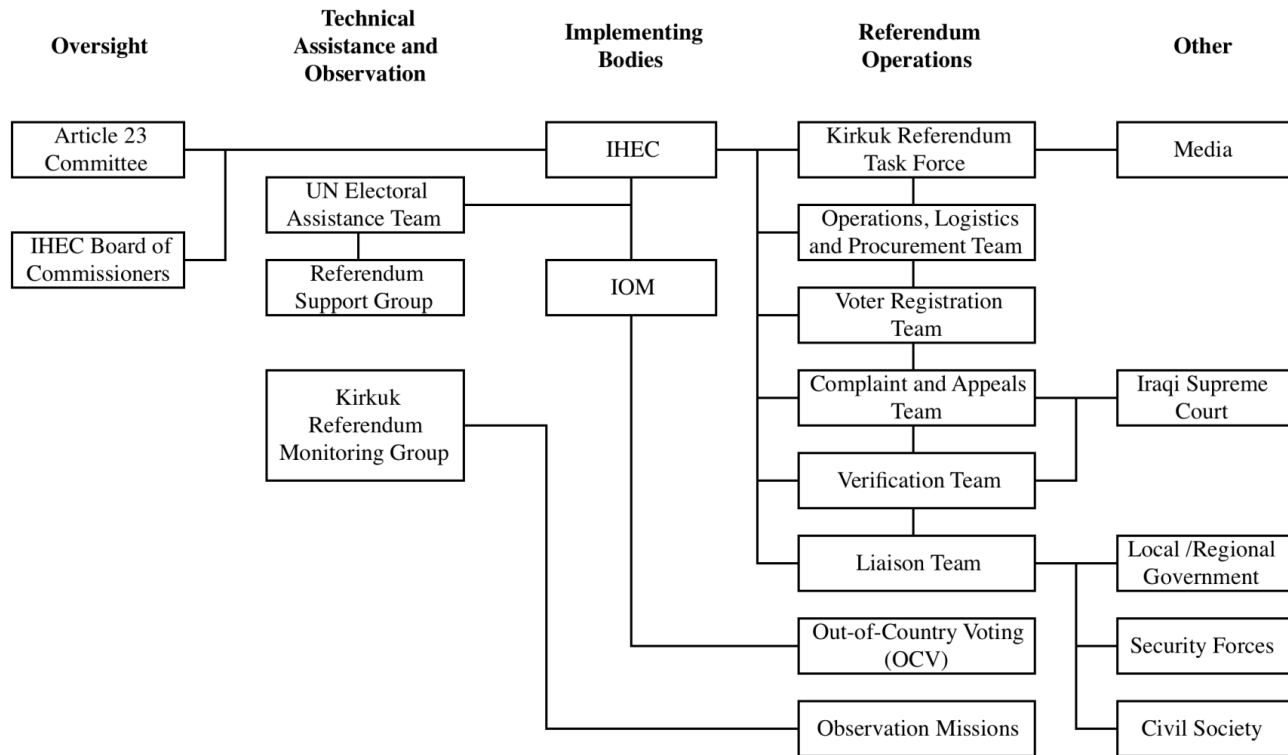 Oversight
Technical
Assistance and
Observation
Implementing
Bodies
Referendum
Operations
Other
Article 23
Committee
IHEC
Kirkuk Referendum
Task Force
Media
UN Electoral
Assistance Team
Operations, Logistics
and Procurement Team
IHEC Board of
Commissioners
Referendum
Support Group
IOM
Voter Registration
Team
Kirkuk
Referendum
Monitoring Group
Complaint and Appeals
Team
Iraqi Supreme
Court
Verification Team
Liaison Team
Local /Regional
Government
Out-of-Country Voting
(OCV)
Security Forces
Observation Missions
Civil Society